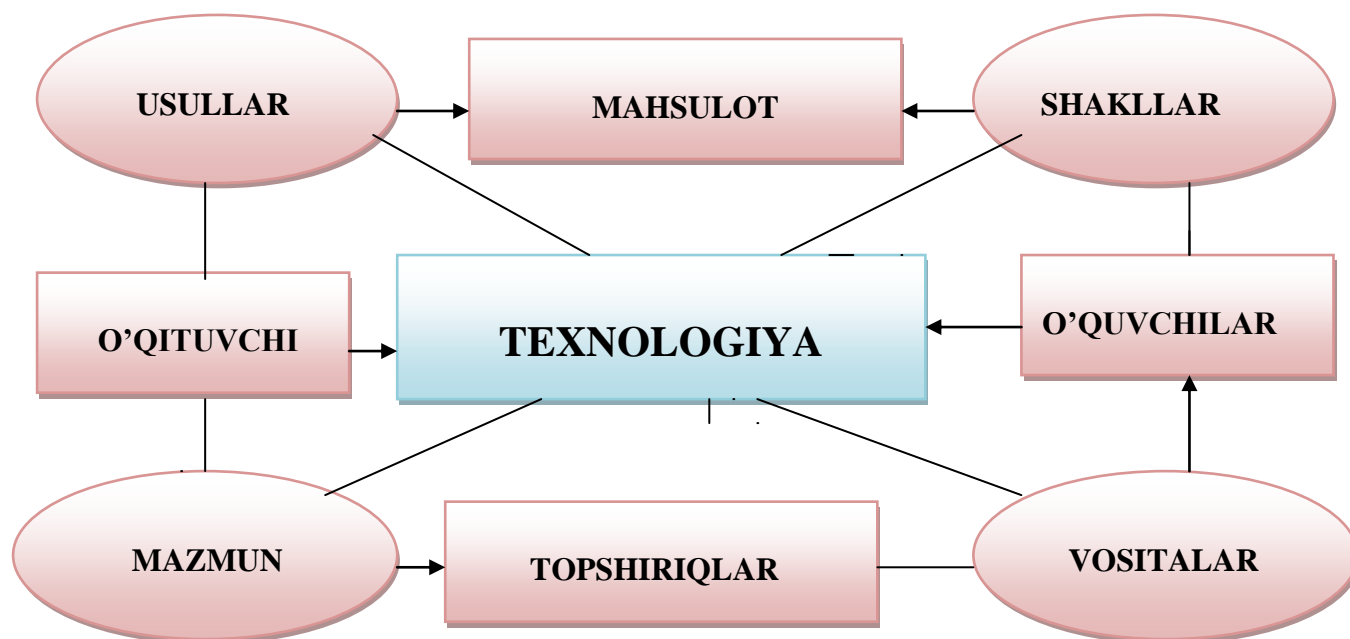 USULLAR
MAHSULOT
SHAKLLAR
O’QITUVCHI
TEXNOLOGIYA
O’QUVCHILAR
MAZMUN
TOPSHIRIQLAR
VOSITALAR